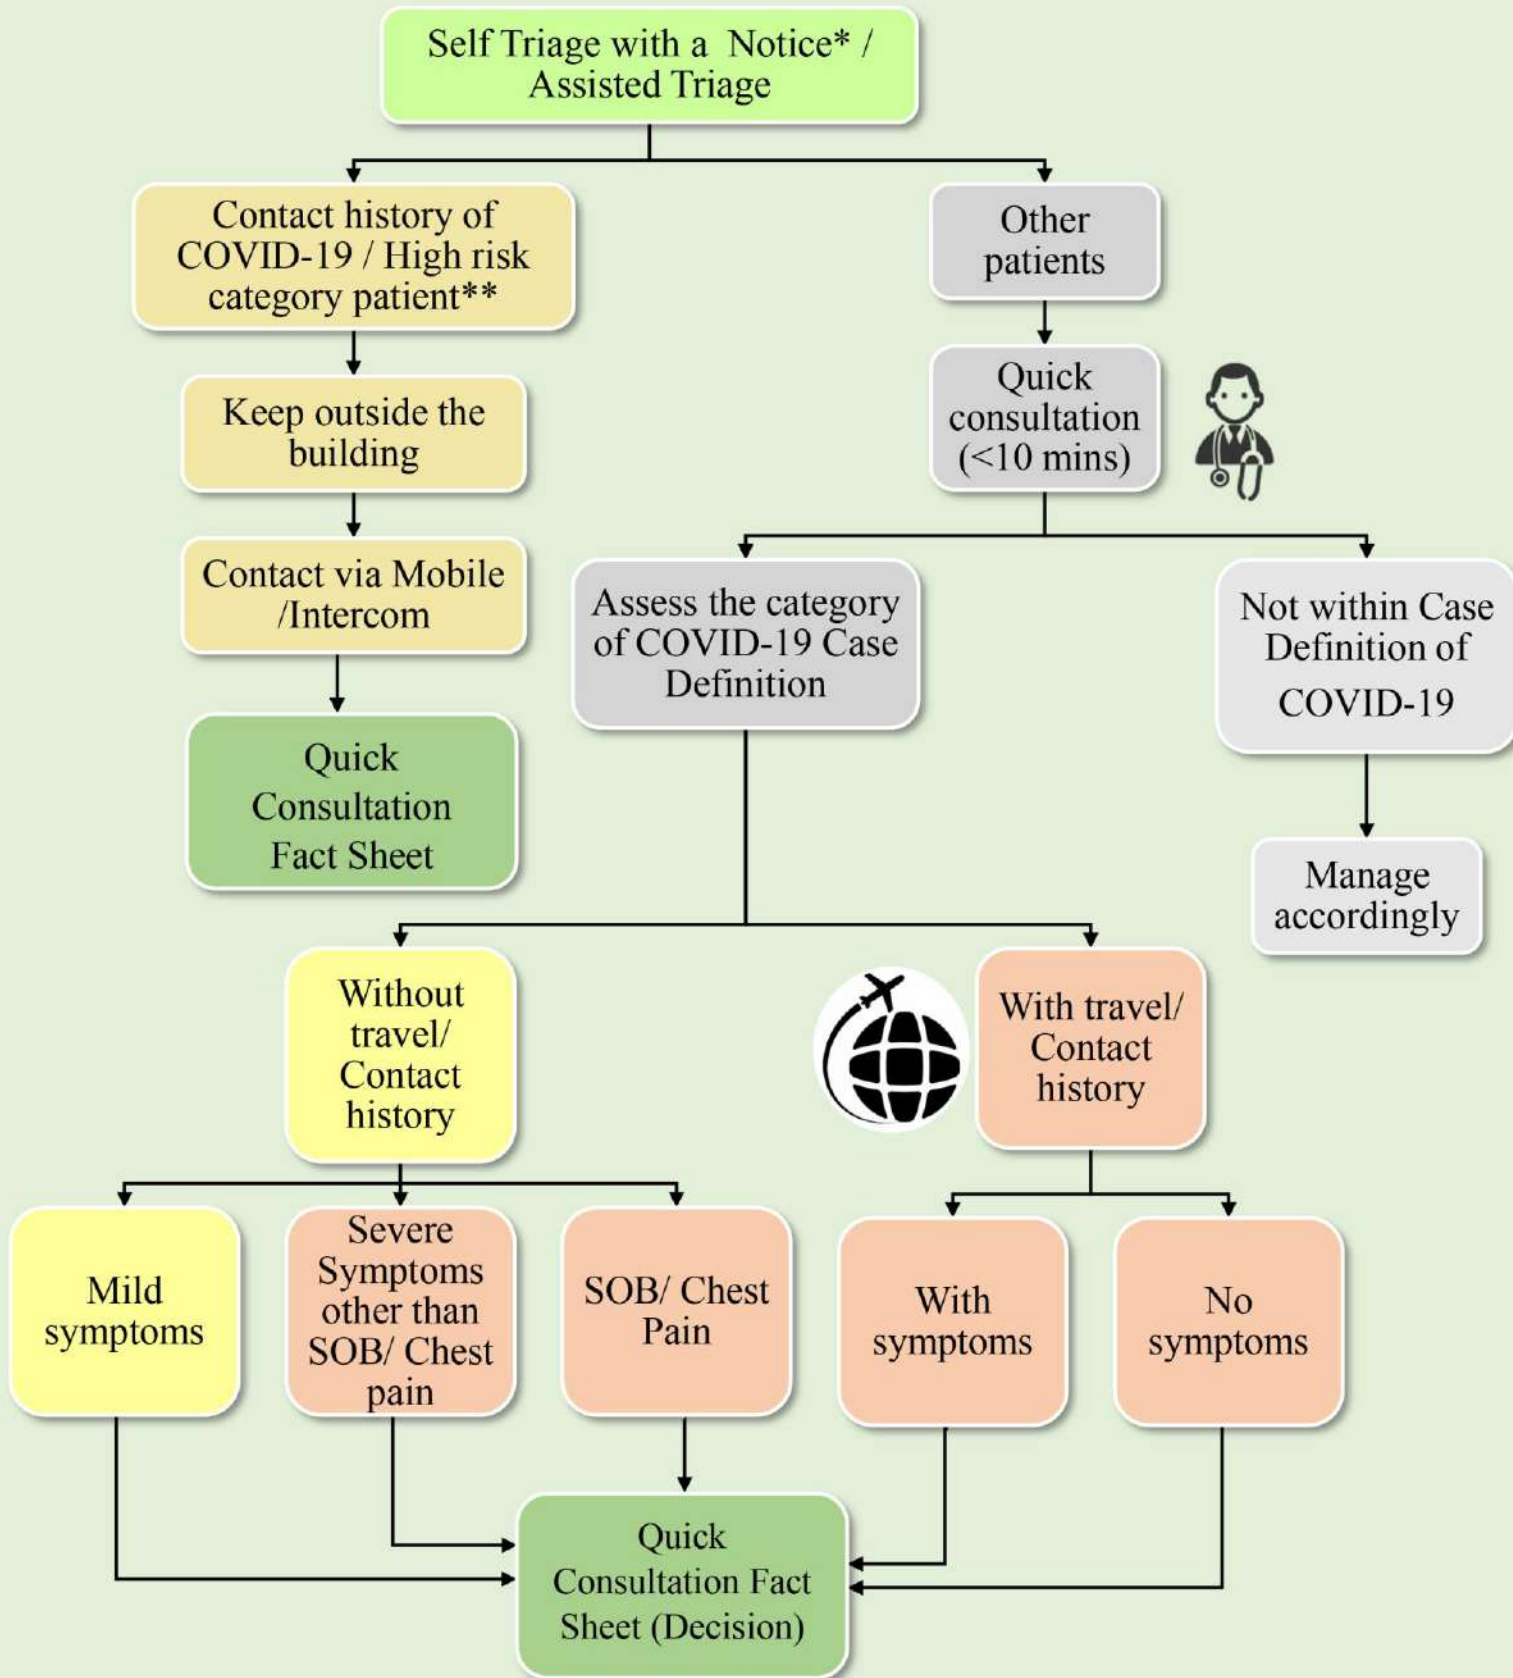 Self Triage with a Notice* /
Assisted Triage
Contact history of
COVID-19 / High risk
category patient**
Other
patients
Keep outside the
building
Quick
consultation
(<10 mins)
Contact via Mobile
/Intercom
Assess the category
of COVID-19 Case
Definition
Not within Case
Definition of
COVID-19
Quick
Consultation
Fact Sheet
Manage
accordingly
Without
travel/
Contact
history
With travel/
Contact
history
Mild
symptoms
Severe
Symptoms
other than
SOB/ Chest
pain
SOB/ Chest
Pain
With
symptoms
No
symptoms
Quick
Consultation Fact
Sheet (Decision)